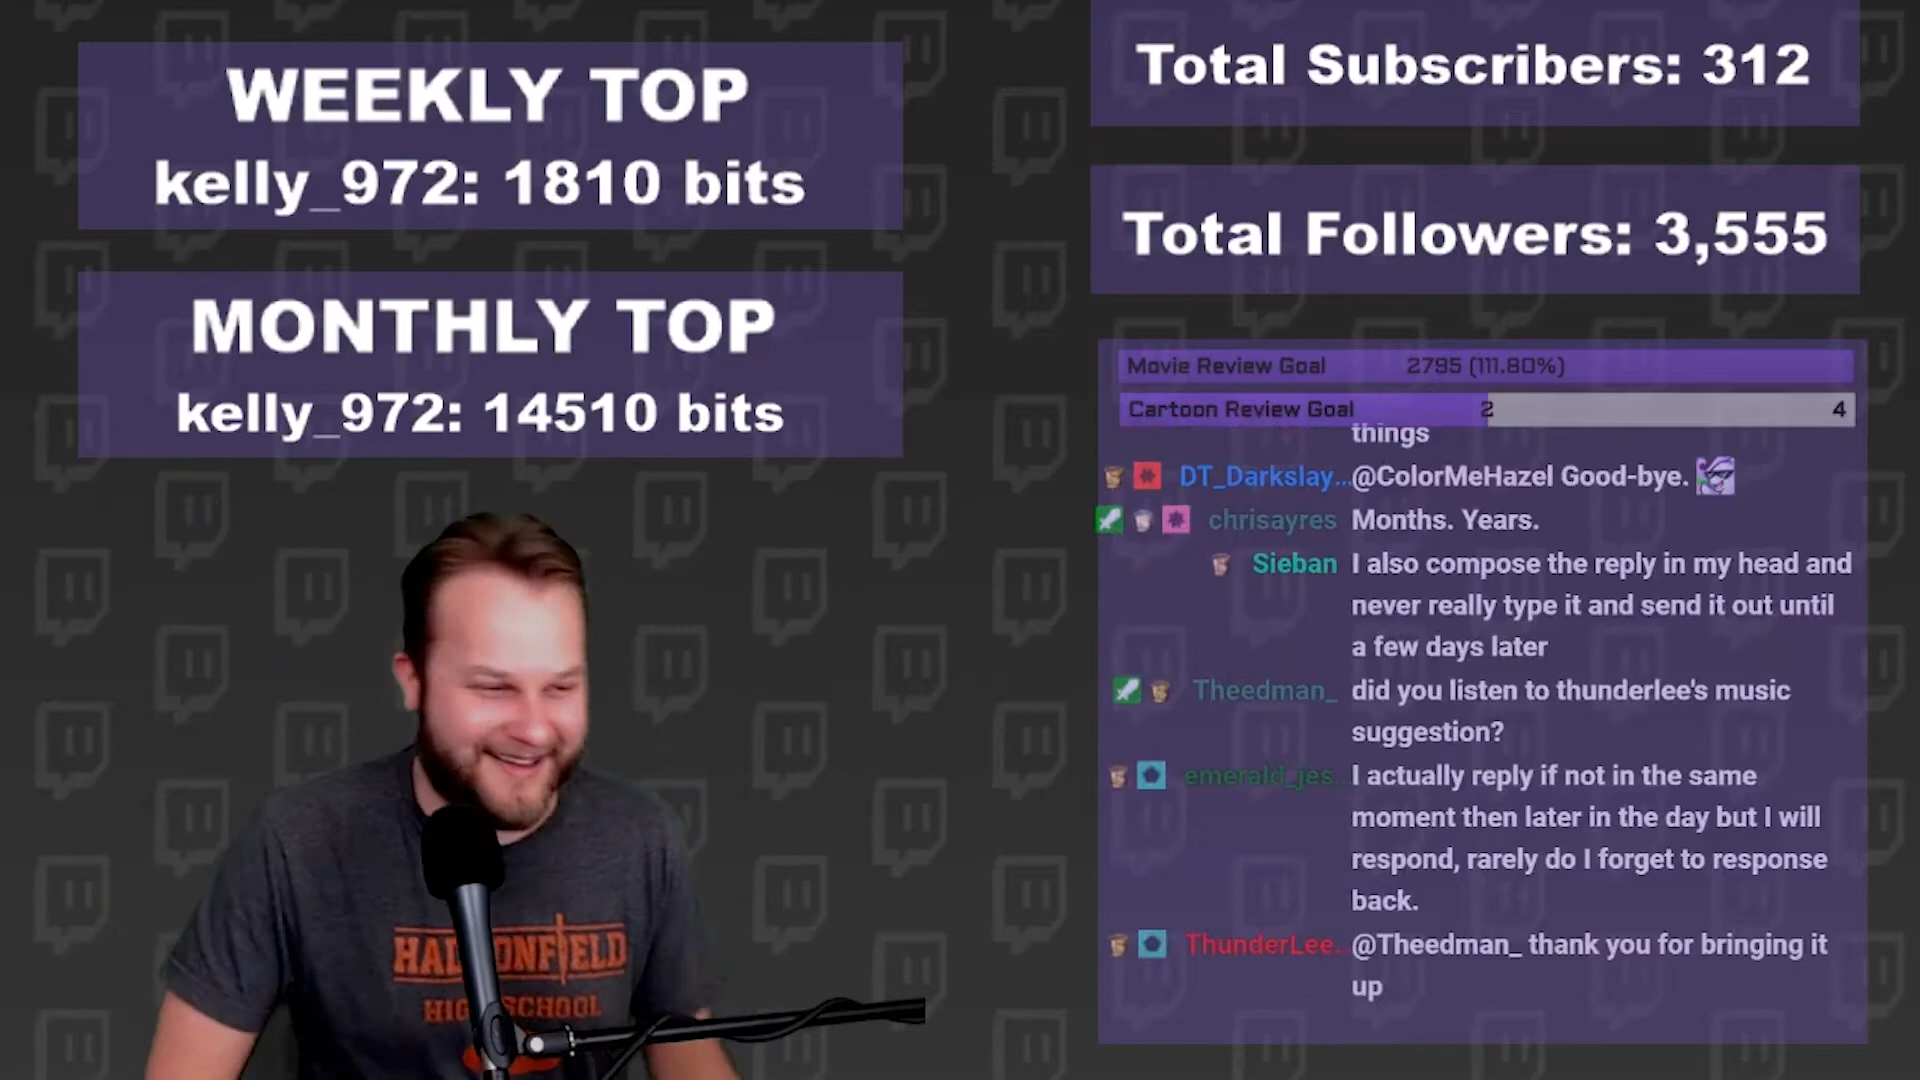 WEEKLY TOP
kelly_972: 1810 bits
MONTHLY TOP
kelly_972: 14510 bits
Total Subscribers: 312
Total Followers: 3,555
Movie Review Goal 2795 (111.80%)
Cartoon Review Goal 2 4
things
DT_Darkslay... @ColorMeHazel Good-bye.
chrisayres Months. Years.
Sieban I also compose the reply in my head and
never really type it and send it out until
a few days later
Theedman_ did you listen to thunderlee's music
suggestion?
emerald_jes... I actually reply if not in the same
moment then later in the day but I will
respond, rarely do I forget to response
back.
ThunderLee... @Theedman_ thank you for bringing it
up
HADDONFIELD
HIGH SCHOOL